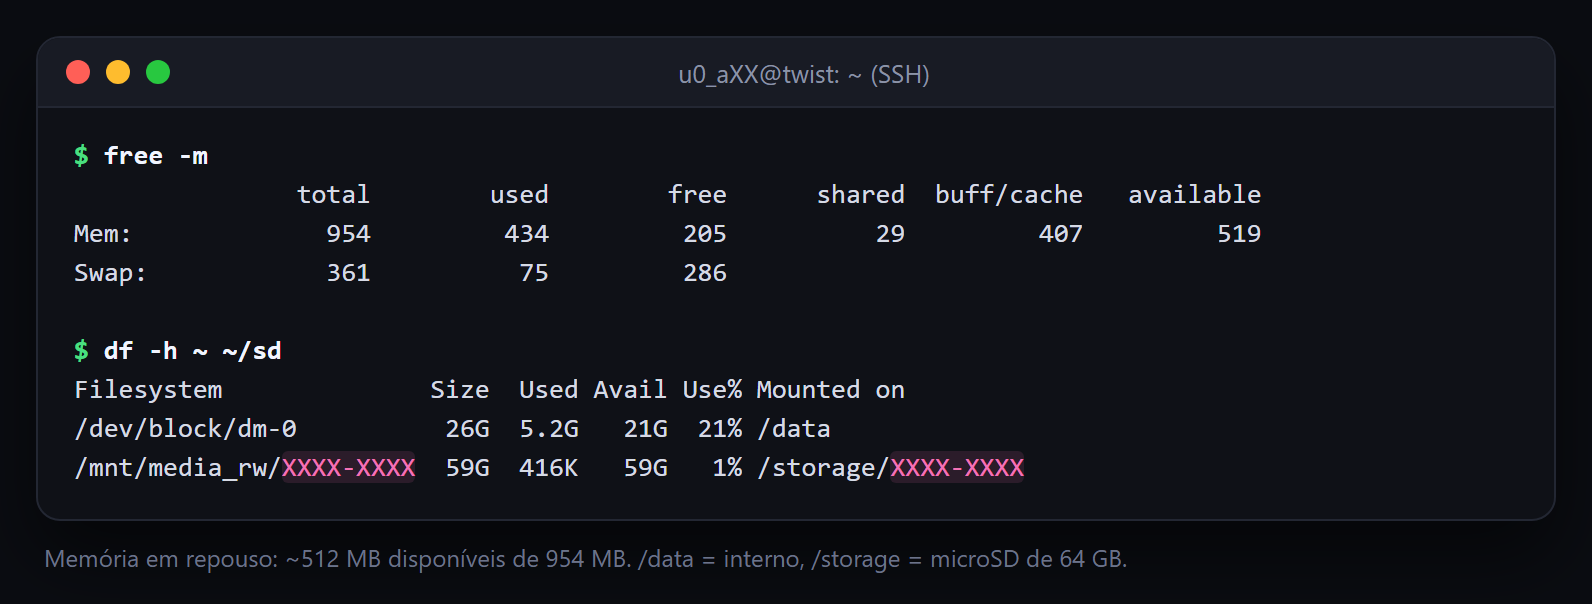 u0_aXX@twist: ~ (SSH)
$ free -m
total used free shared buff/cache available
Mem: 954 434 205 29 407 519
Swap: 361 75 286
$ df -h ~ ~/sd
Filesystem Size Used Avail Use% Mounted on
/dev/block/dm-0 26G 5.2G 21G 21% /data
/mnt/media_rw/XXXX-XXXX 59G 416K 59G 1% /storage/XXXX-XXXX
Memória em repouso: ~512 MB disponíveis de 954 MB. /data = interno, /storage = microSD de 64 GB.